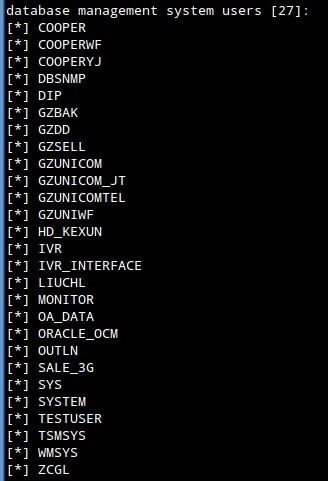 database management system users [27]:
[*] COOPER
[*] COOPERWF
[*] COOPERYJ
[*] DBSNMP
[*] DIP
[*] GZBAK
[*] GZDD
[*] GZSELL
[*] GZUNICOM
[*] GZUNICOM_JT
[*] GZUNICOMTEL
[*] GZUNIWF
[*] HD_KEXUN
[*] IVR
[*] IVR_INTERFACE
[*] LIUCHL
[*] MONITOR
[*] OA_DATA
[*] ORACLE_OCM
[*] OUTLN
[*] SALE_3G
[*] SYS
[*] SYSTEM
[*] TESTUSER
[*] TSMSYS
[*] WMSYS
[*] ZCGL